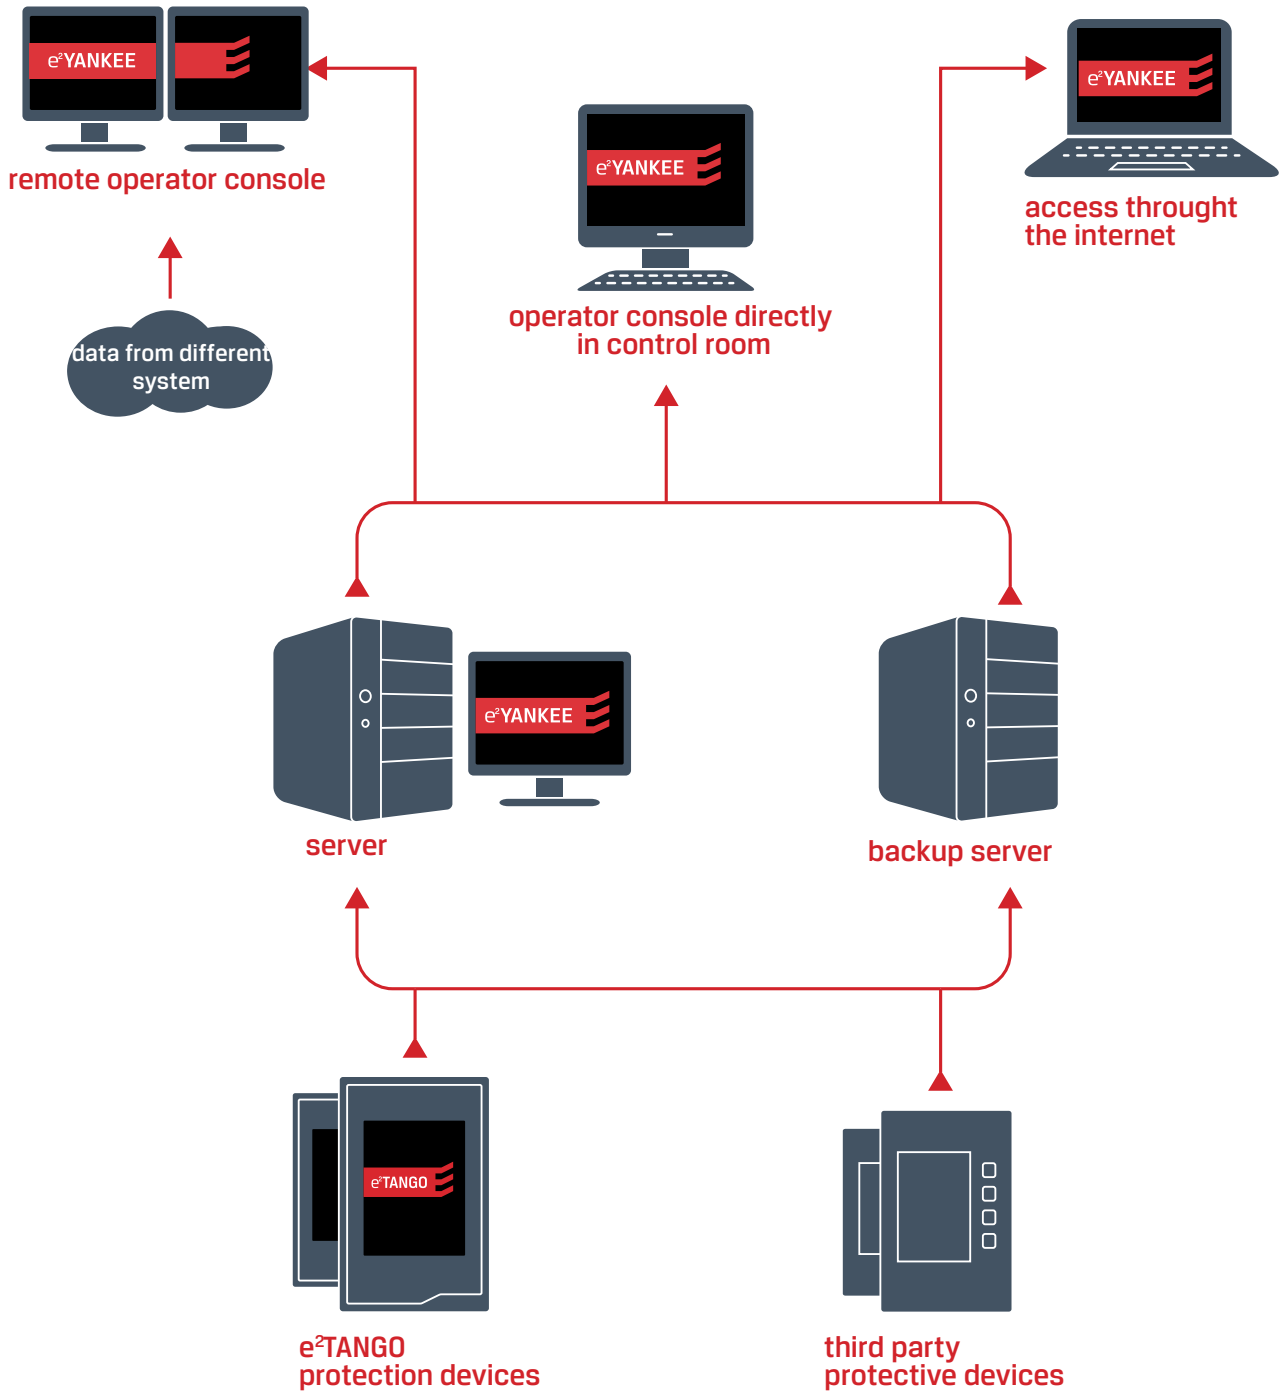 e²YANKEE
remote operator console
e²YANKEE
access throught
the internet
e²YANKEE
operator console directly
in control room
data from different
system
e²YANKEE
server
backup server
e²TANGO
e²TANGO
protection devices
third party
protective devices